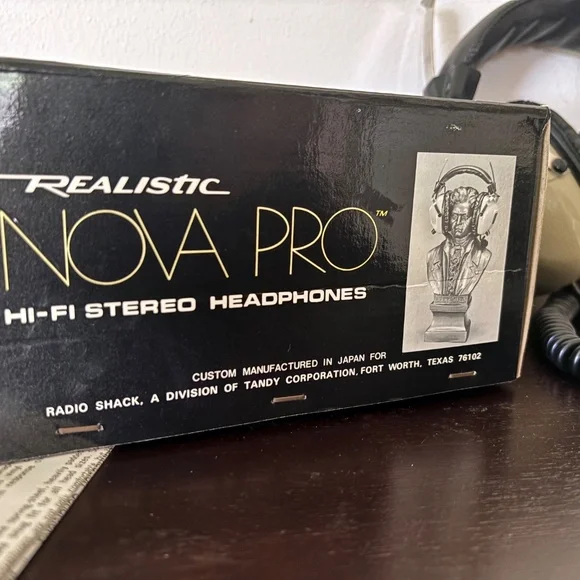 REALISTIC
NOVA PRO™
HI-FI STEREO HEADPHONES
CUSTOM MANUFACTURED IN JAPAN FOR
RADIO SHACK, A DIVISION OF TANDY CORPORATION, FORT WORTH, TEXAS 76102